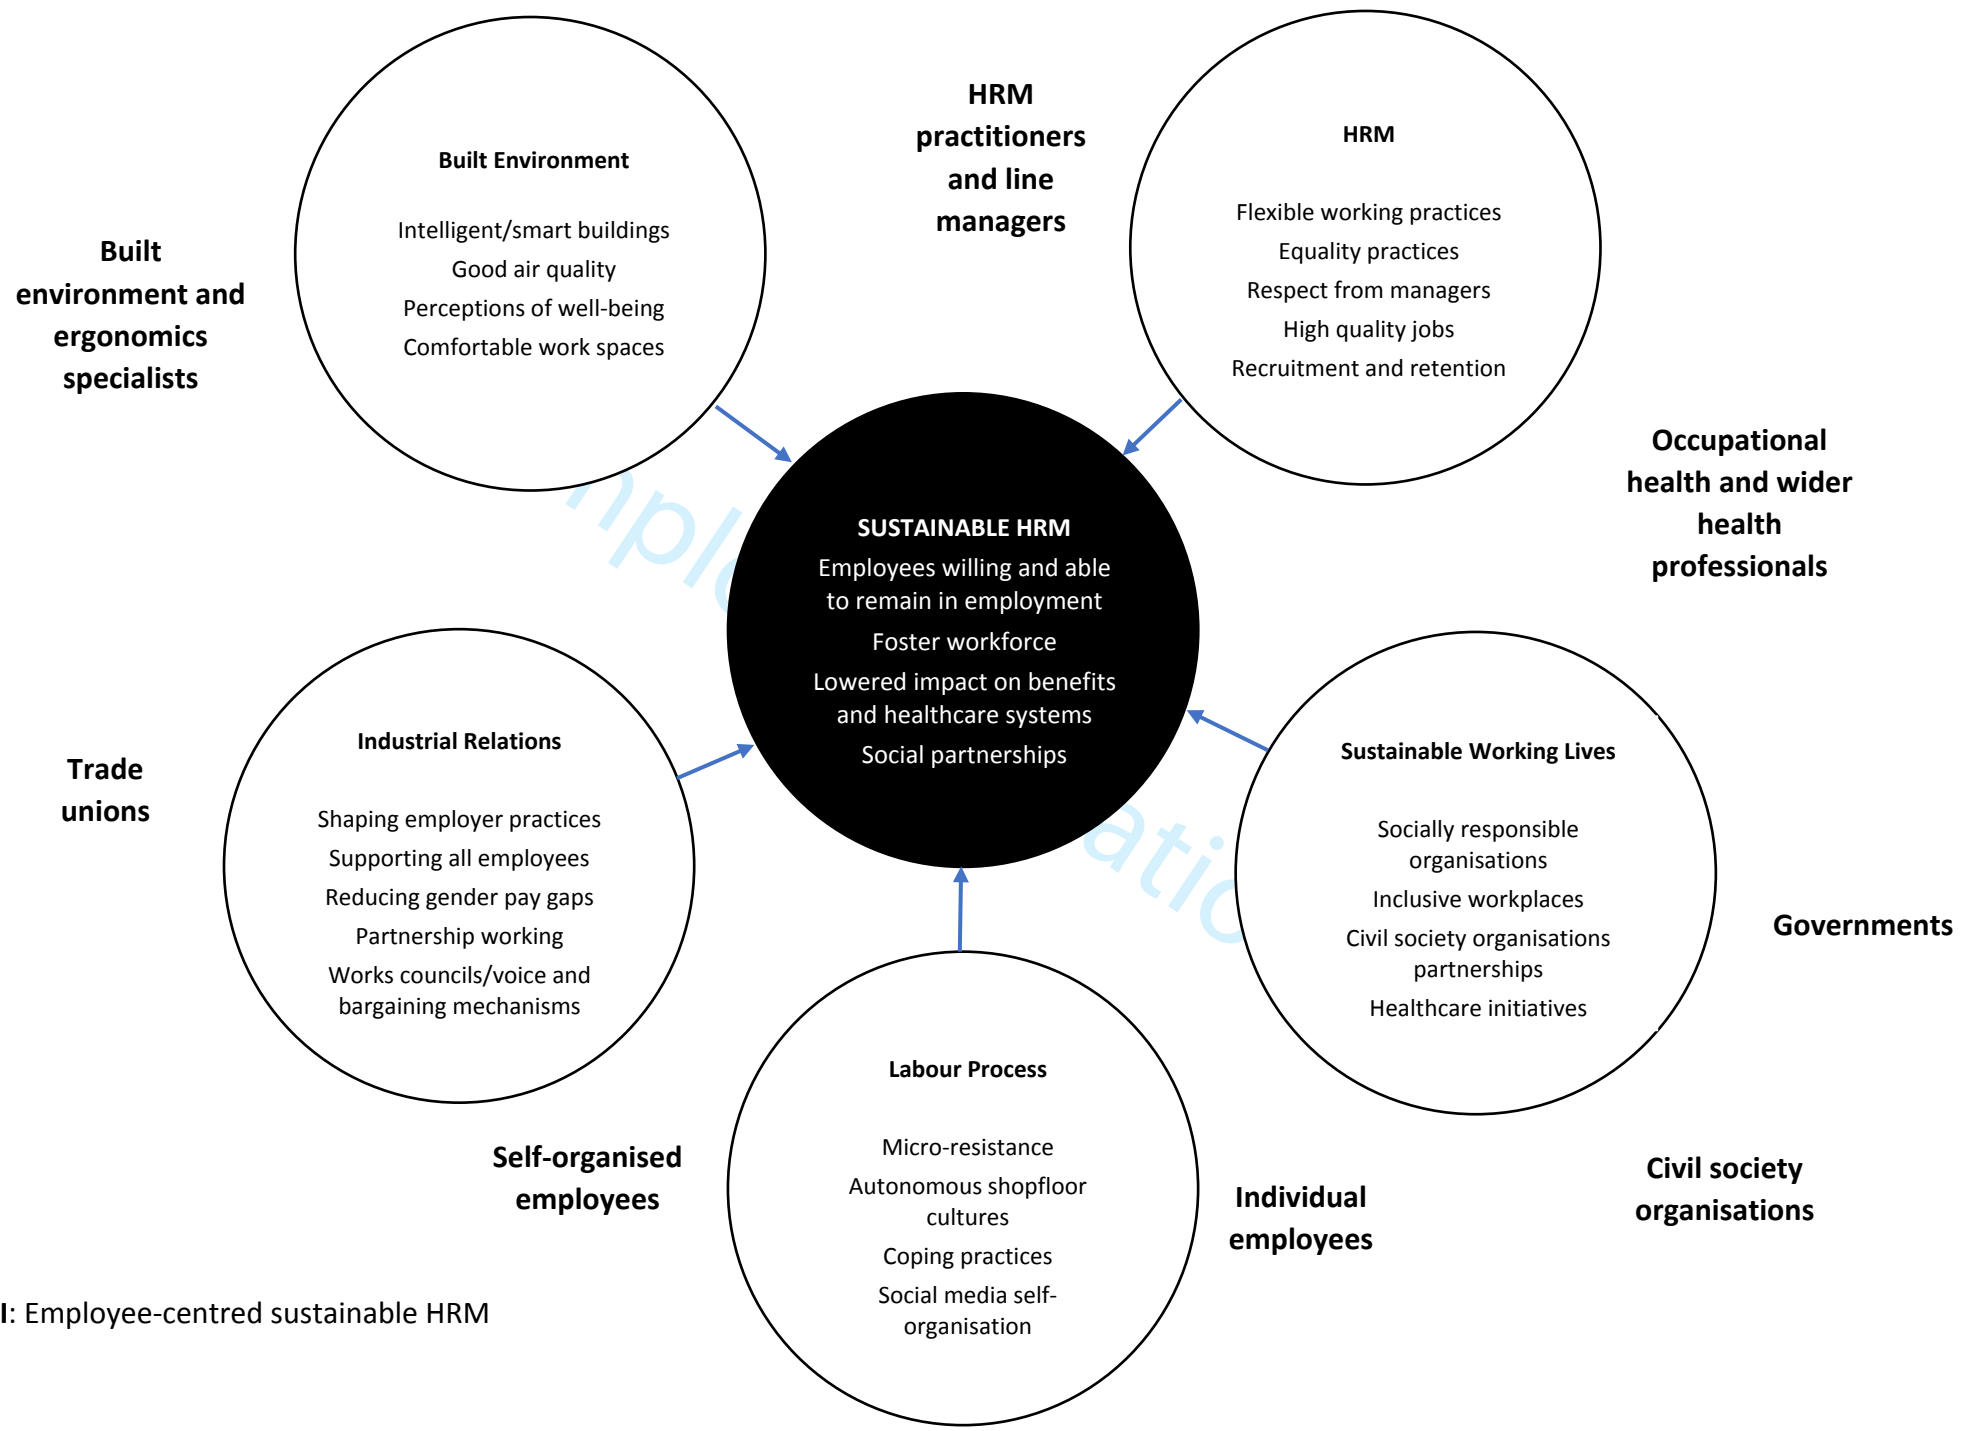 HRM
practitioners
and line
managers
Built Environment
Intelligent/smart buildings
Good air quality
Perceptions of well-being
Comfortable work spaces
HRM
Flexible working practices
Equality practices
Respect from managers
High quality jobs
Recruitment and retention
Built
environment and
ergonomics
specialists
Occupational
health and wider
health
professionals
SUSTAINABLE HRM
Employees willing and able
to remain in employment
Foster workforce
Lowered impact on benefits
and healthcare systems
Social partnerships
Trade
unions
Industrial Relations
Shaping employer practices
Supporting all employees
Reducing gender pay gaps
Partnership working
Works councils/voice and
bargaining mechanisms
Sustainable Working Lives
Socially responsible
organisations
Inclusive workplaces
Civil society organisations
partnerships
Healthcare initiatives
Governments
Labour Process
Micro-resistance
Autonomous shopfloor
cultures
Coping practices
Social media self-
organisation
Self-organised
employees
Individual
employees
Civil society
organisations
I: Employee-centred sustainable HRM